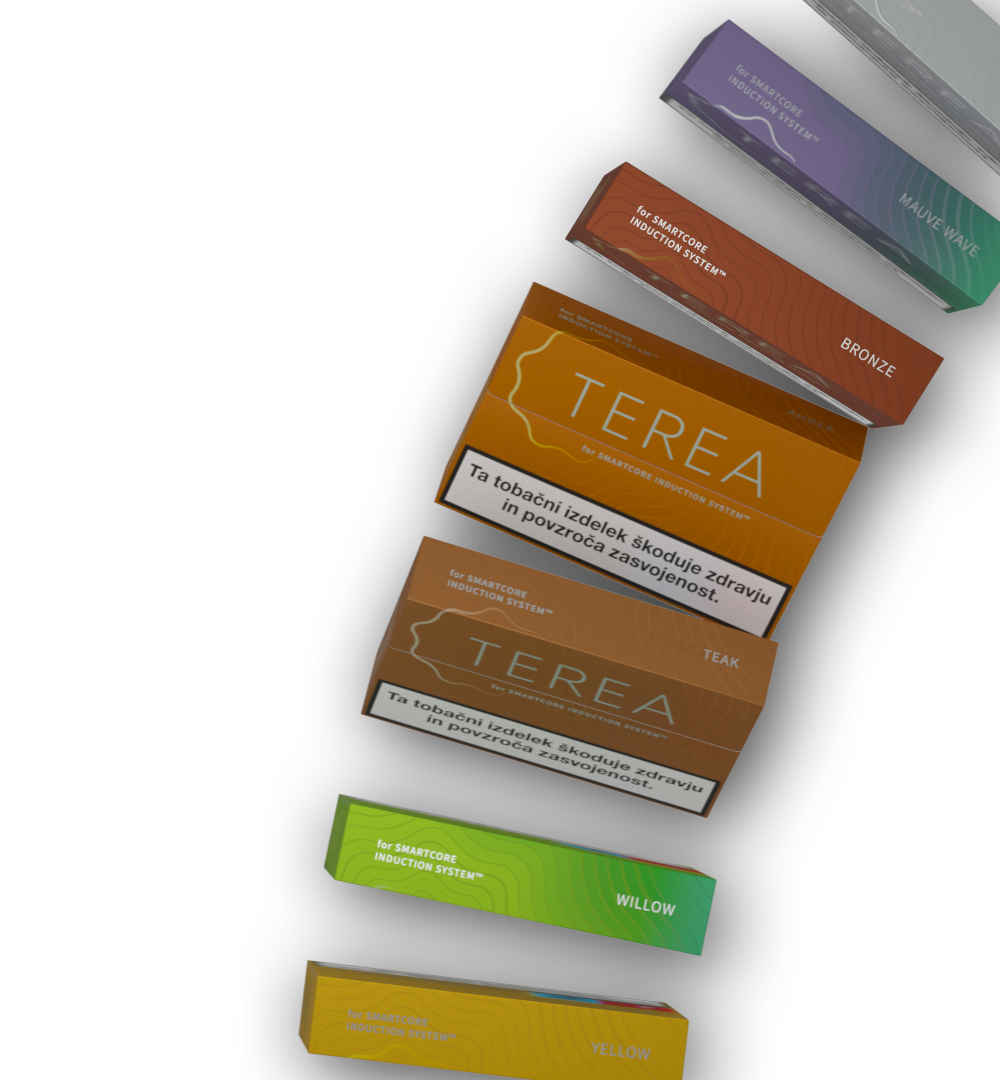 TEREA
for SMARTCORE
INDUCTION SYSTEM™
TEREA
MAUVE WAVE
for SMARTCORE
INDUCTION SYSTEM™
TEREA
BRONZE
for SMARTCORE
INDUCTION SYSTEM™
AMBER
TEREA
for SMARTCORE INDUCTION SYSTEM™
Ta tobačni izdelek škoduje zdravju
in povzroča zasvojenost.
for SMARTCORE
INDUCTION SYSTEM™
TEAK
TEREA
for SMARTCORE INDUCTION SYSTEM™
Ta tobačni izdelek škoduje zdravju
in povzroča zasvojenost.
for SMARTCORE
INDUCTION SYSTEM™
WILLOW
for SMARTCORE
INDUCTION SYSTEM™
YELLOW